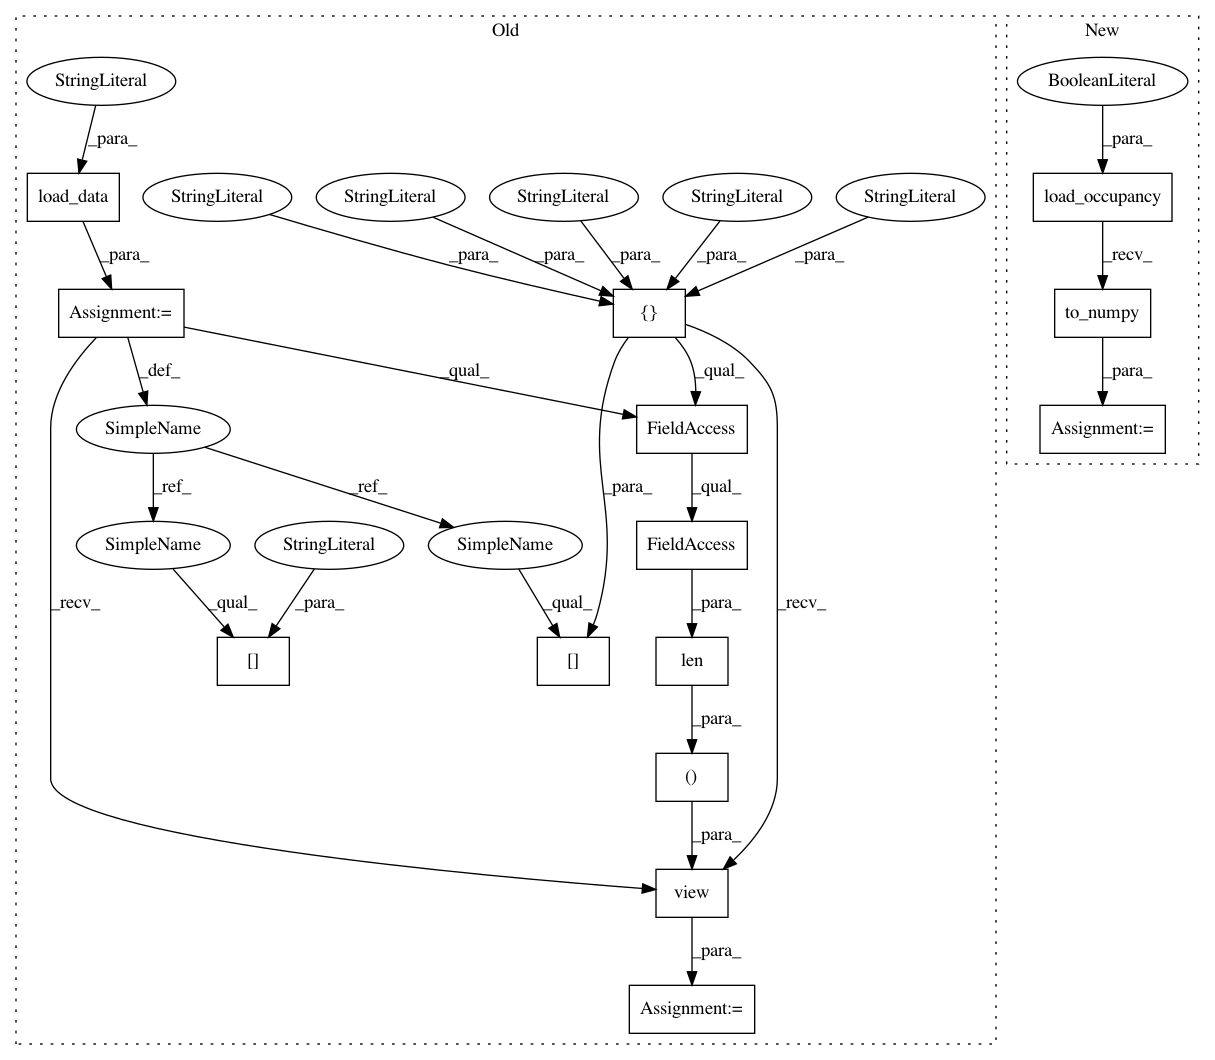 Old
New
StringLiteral
BooleanLiteral
_para_
_para_
load_data
StringLiteral
StringLiteral
StringLiteral
StringLiteral
StringLiteral
load_occupancy
_para_
_para_
_para_
_para_
_para_
_para_
_recv_
Assignment:=
{}
to_numpy
_def_
_qual_
_qual_
_para_
SimpleName
FieldAccess
Assignment:=
_ref_
_ref_
_para_
_qual_
SimpleName
StringLiteral
SimpleName
FieldAccess
_recv_
_qual_
_para_
_qual_
_para_
_recv_
[]
[]
len
_para_
()
_para_
view
_para_
Assignment:=